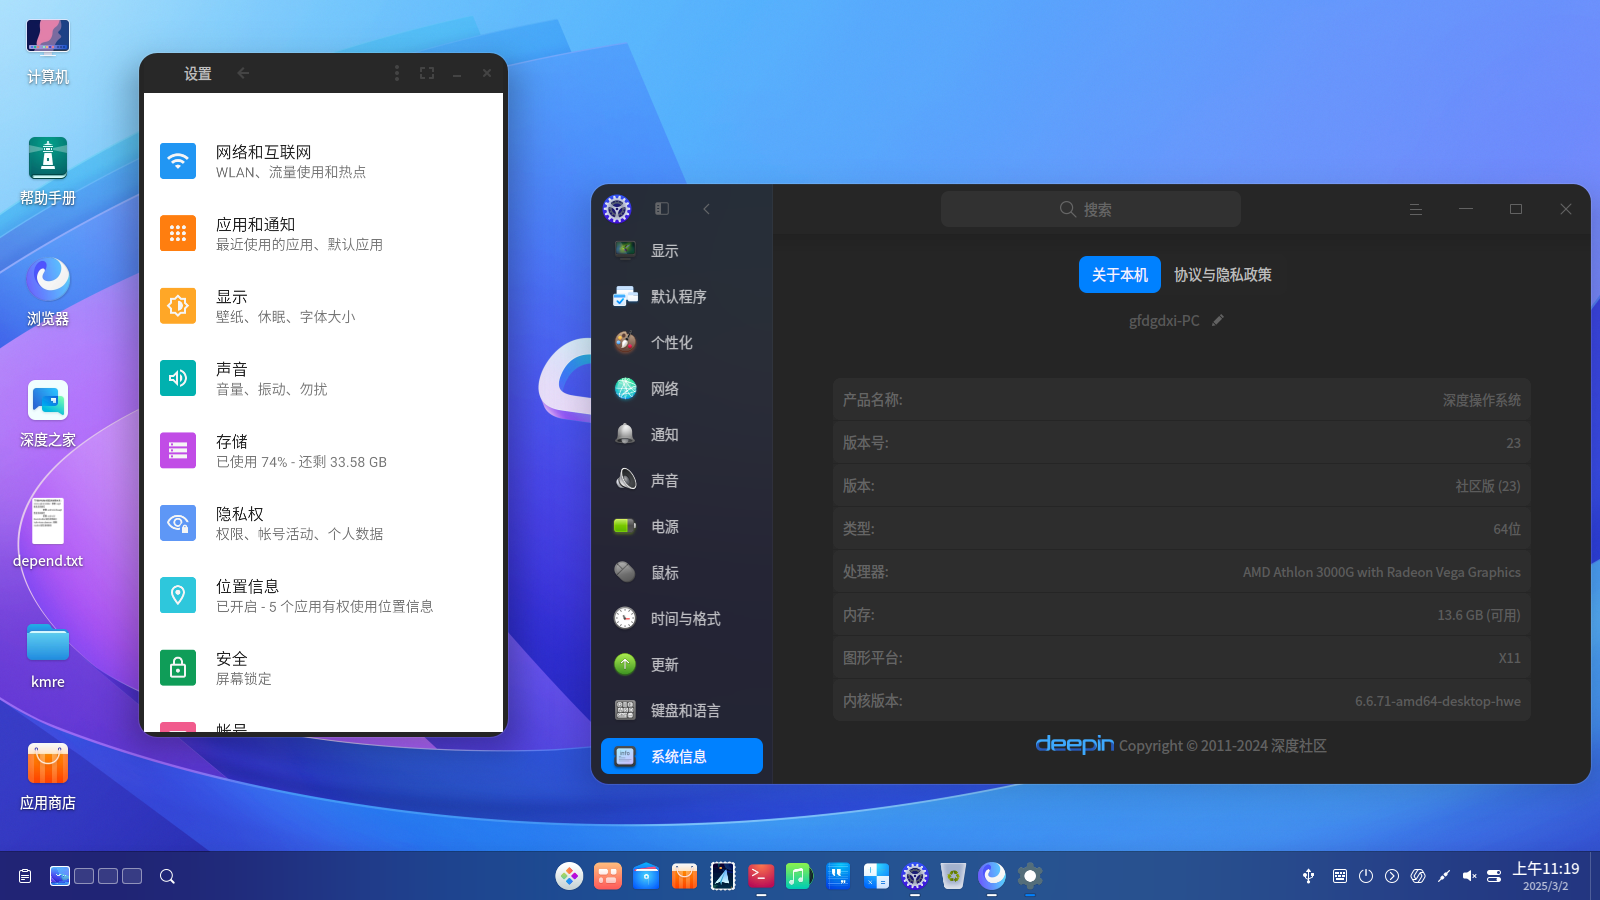 计算机
帮助手册
浏览器
深度之家
depend.txt
kmre
应用商店
设置
网络和互联网
WLAN、流量使用和热点
应用和通知
最近使用的应用、默认应用
显示
壁纸、休眠、字体大小
声音
音量、振动、勿扰
存储
已使用 74% - 还剩 33.58 GB
隐私权
权限、帐号活动、个人数据
位置信息
已开启 - 5 个应用有权使用位置信息
安全
屏幕锁定
帐号
搜索
显示
默认程序
个性化
网络
通知
声音
电源
鼠标
时间与格式
更新
键盘和语言
系统信息
关于本机 协议与隐私政策
gfdgdxi-PC
产品名称: 深度操作系统
版本号: 23
版本: 社区版 (23)
类型: 64位
处理器: AMD Athlon 3000G with Radeon Vega Graphics
内存: 13.6 GB (可用)
图形平台: X11
内核版本: 6.6.71-amd64-desktop-hwe
deepin Copyright © 2011-2024 深度社区
上午11:19
2025/3/2